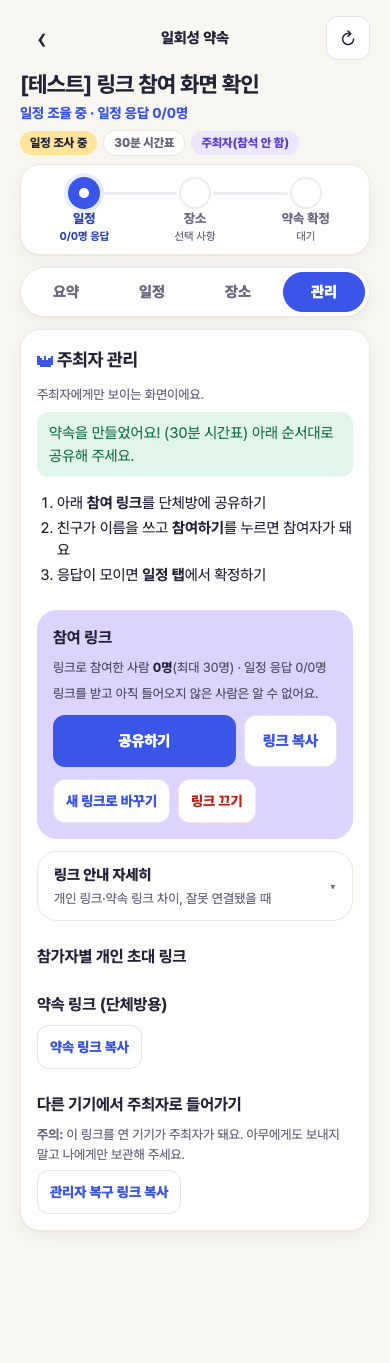 일회성 약속
[테스트] 링크 참여 화면 확인
일정 조율 중 · 일정 응답 0/0명
일정 조사 중 30분 시간표 주최자(참석 안 함)
일정 장소 약속 확정
0/0명 응답 선택 사항 대기
요약 일정 장소 관리
주최자 관리
주최자에게만 보이는 화면이에요.
약속을 만들었어요! (30분 시간표) 아래 순서대로
공유해 주세요.
1. 아래 참여 링크를 단체방에 공유하기
2. 친구가 이름을 쓰고 참여하기를 누르면 참여자가 돼
요
3. 응답이 모이면 일정 탭에서 확정하기
참여 링크
링크로 참여한 사람 0명(최대 30명) · 일정 응답 0/0명
링크를 받고 아직 들어오지 않은 사람은 알 수 없어요.
공유하기 링크 복사
새 링크로 바꾸기 링크 끄기
링크 안내 자세히
개인 링크·약속 링크 차이, 잘못 연결됐을 때
참가자별 개인 초대 링크
약속 링크 (단체방용)
약속 링크 복사
다른 기기에서 주최자로 들어가기
주의: 이 링크를 연 기기가 주최자가 돼요. 아무에게도 보내지
말고 나에게만 보관해 주세요.
관리자 복구 링크 복사